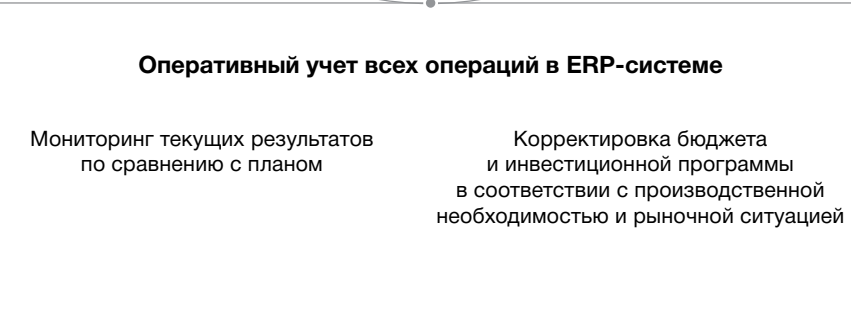 Оперативный учет всех операций в ERP-системе
Мониторинг текущих результатов
по сравнению с планом
Корректировка бюджета
и инвестиционной программы
в соответствии с производственной
необходимостью и рыночной ситуацией